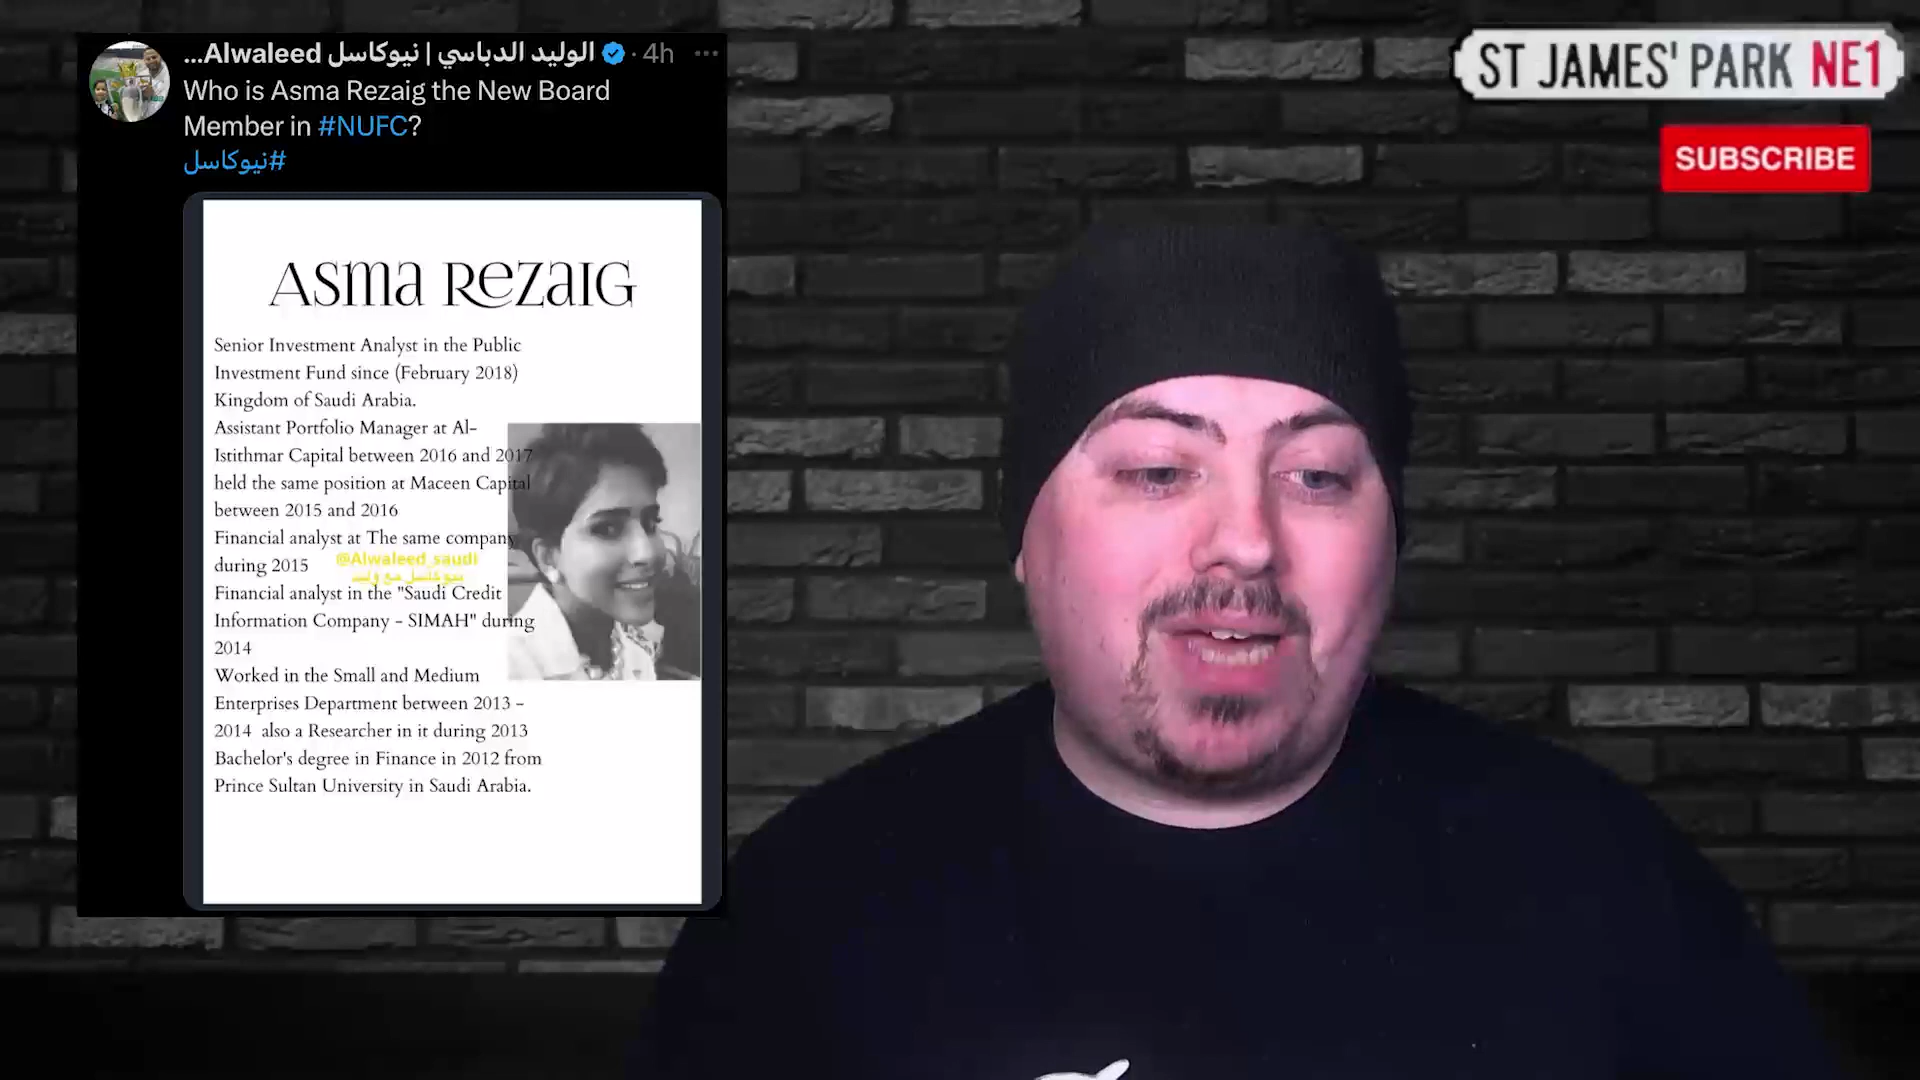 ...Alwaleed الوليد الدباسي | نيوكاسل · 4h ...
Who is Asma Rezaig the New Board
Member in #NUFC?
#نيوكاسل
Asma Rezaig
Senior Investment Analyst in the Public
Investment Fund since (February 2018)
Kingdom of Saudi Arabia.
Assistant Portfolio Manager at Al-
Istithmar Capital between 2016 and 2017
held the same position at Maceen Capital
between 2015 and 2016
Financial analyst at The same company
during 2015
@Alwaleed_saudi
نيوكاسل مع وليد
Financial analyst in the "Saudi Credit
Information Company - SIMAH" during
2014
Worked in the Small and Medium
Enterprises Department between 2013 -
2014 also a Researcher in it during 2013
Bachelor's degree in Finance in 2012 from
Prince Sultan University in Saudi Arabia.
ST JAMES' PARK NE1
SUBSCRIBE